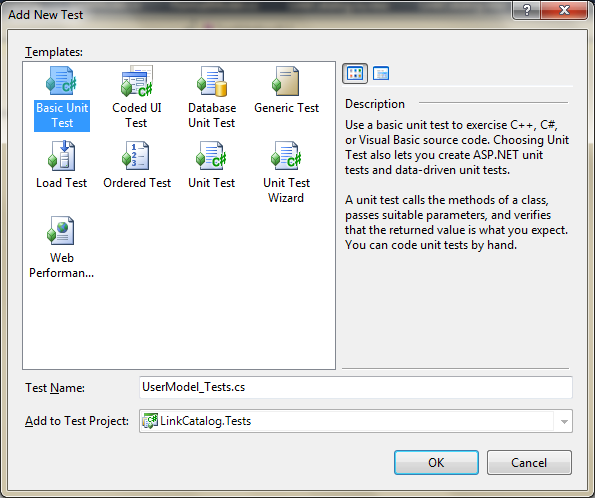 Add New Test
Templates:
Basic Unit Test
Coded UI Test
Database Unit Test
Generic Test
Load Test
Ordered Test
Unit Test
Unit Test Wizard
Web Performan...
Description
Use a basic unit test to exercise C++, C#,
or Visual Basic source code. Choosing Unit
Test also lets you create ASP.NET unit
tests and data-driven unit tests.
A unit test calls the methods of a class,
passes suitable parameters, and verifies
that the returned value is what you expect.
You can code unit tests by hand.
Test Name:
UserModel_Tests.cs
Add to Test Project:
LinkCatalog.Tests
OK
Cancel